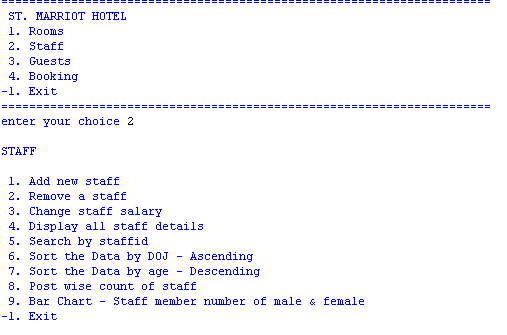 ======================================================================
ST. MARRIOT HOTEL
1. Rooms
2. Staff
3. Guests
4. Booking
-1. Exit
======================================================================
enter your choice 2
STAFF
1. Add new staff
2. Remove a staff
3. Change staff salary
4. Display all staff details
5. Search by staffid
6. Sort the Data by DOJ - Ascending
7. Sort the Data by age - Descending
8. Post wise count of staff
9. Bar Chart - Staff member number of male & female
-1. Exit